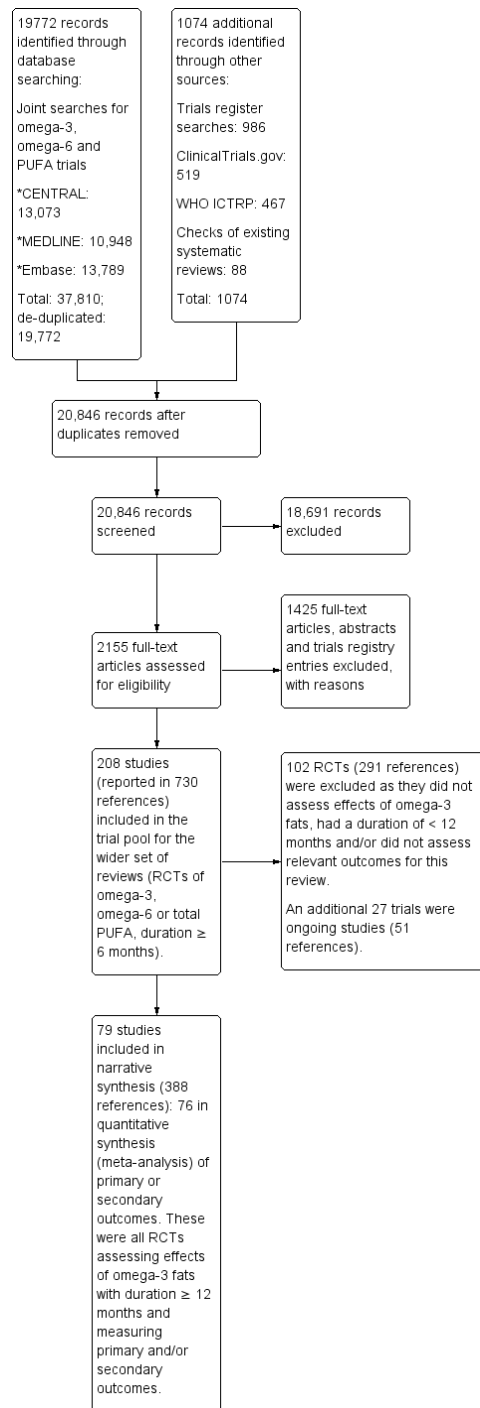 19772 records
identified through
database
searching:
Joint searches for
omega-3,
omega-6 and
PUFA trials
*CENTRAL:
13,073
*MEDLINE: 10,948
*Embase: 13,789
Total: 37,810;
de-duplicated:
19,772
1074 additional
records identified
through other
sources:
Trials register
searches: 986
ClinicalTrials.gov:
519
WHO ICTRP: 467
Checks of existing
systematic
reviews: 88
Total: 1074
20,846 records after
duplicates removed
20,846 records
screened
18,691 records
excluded
2155 full-text
articles assessed
for eligibility
1425 full-text
articles, abstracts
and trials registry
entries excluded,
with reasons
208 studies
(reported in 730
references)
included in the
trial pool for the
wider set of
reviews (RCTs of
omega-3,
omega-6 or total
PUFA, duration ≥
6 months).
102 RCTs (291 references)
were excluded as they did not
assess effects of omega-3
fats, had a duration of < 12
months and/or did not assess
relevant outcomes for this
review.
An additional 27 trials were
ongoing studies (51
references).
79 studies
included in
narrative
synthesis (388
references): 76 in
quantitative
synthesis
(meta-analysis) of
primary or
secondary
outcomes. These
were all RCTs
assessing effects
of omega-3 fats
with duration ≥ 12
months and
measuring
primary and/or
secondary
outcomes.